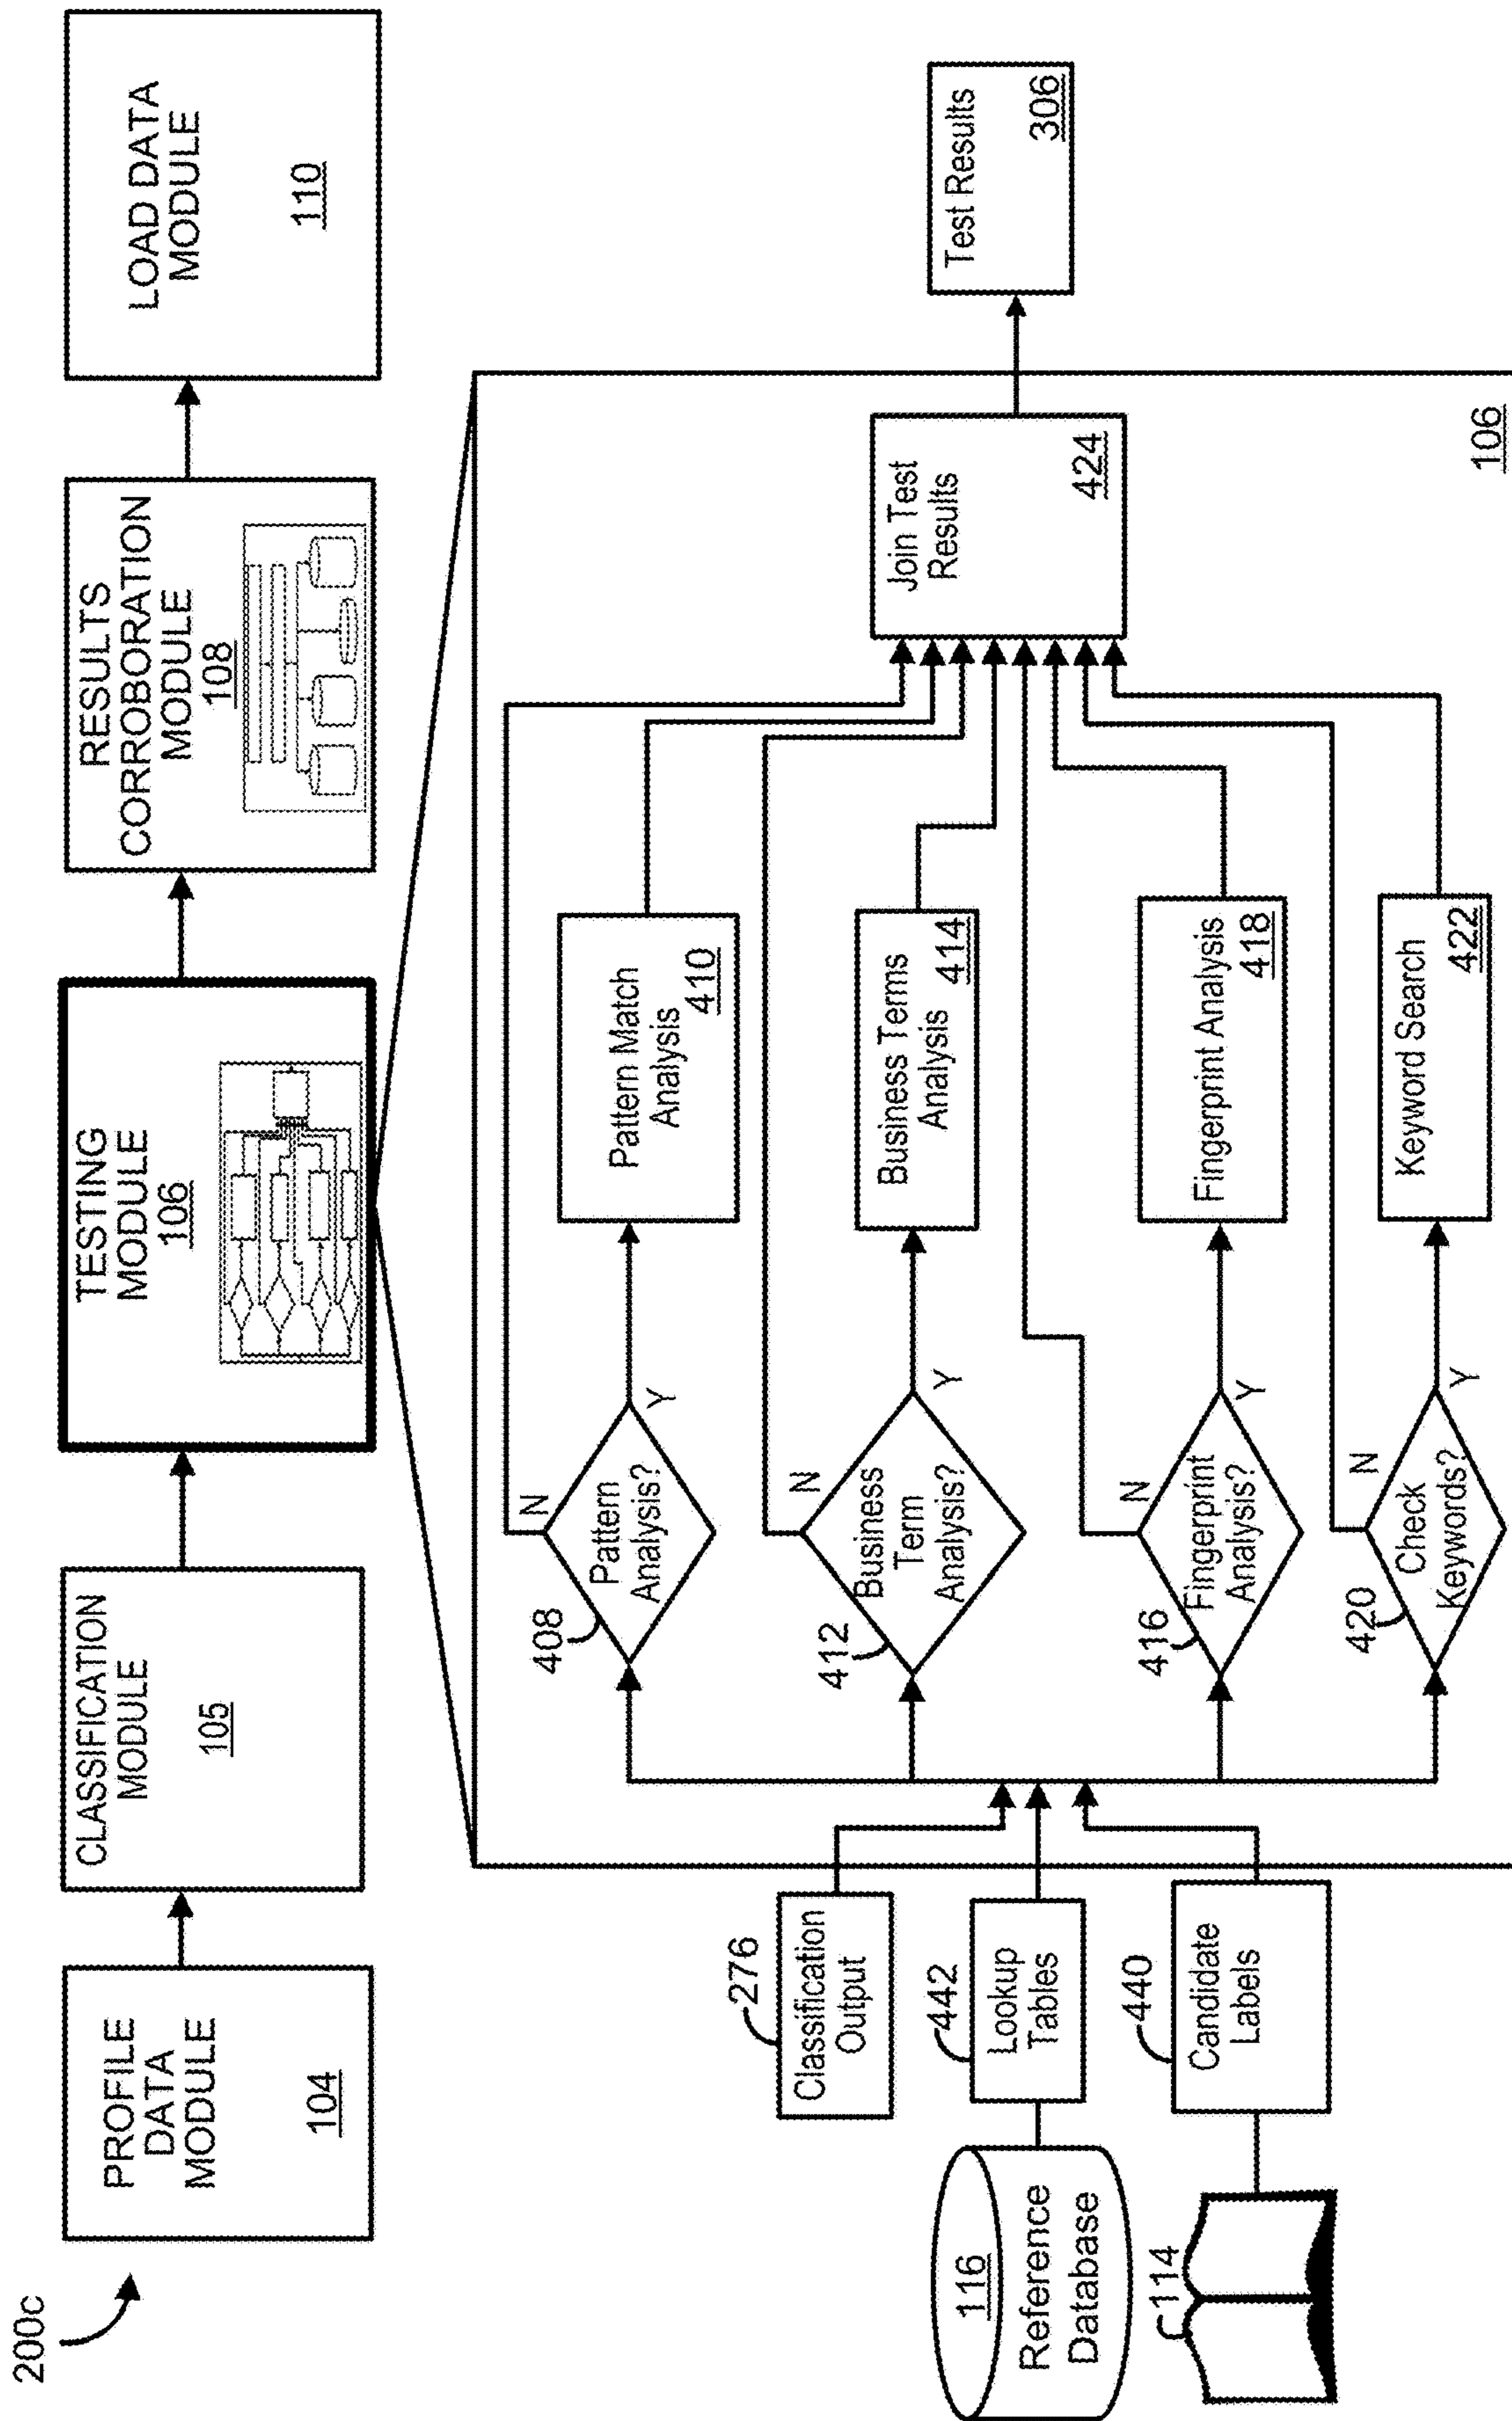 200c
PROFILE
DATA
MODULE
104
CLASSIFICATION
MODULE
105
TESTING
MODULE
106
RESULTS
CORROBORATION
MODULE
108
LOAD DATA
MODULE
110
276
Classification
Output
442
Lookup
Tables
116
Reference
Database
440
Candidate
Labels
114
408
Pattern
Analysis?
N
Y
Pattern Match
Analysis
410
412
Business
Term
Analysis?
N
Y
Business Terms
Analysis
414
416
Fingerprint
Analysis?
N
Y
Fingerprint Analysis
418
420
Check
Keywords?
N
Y
Keyword Search
422
Join Test
Results
424
Test Results
306
106